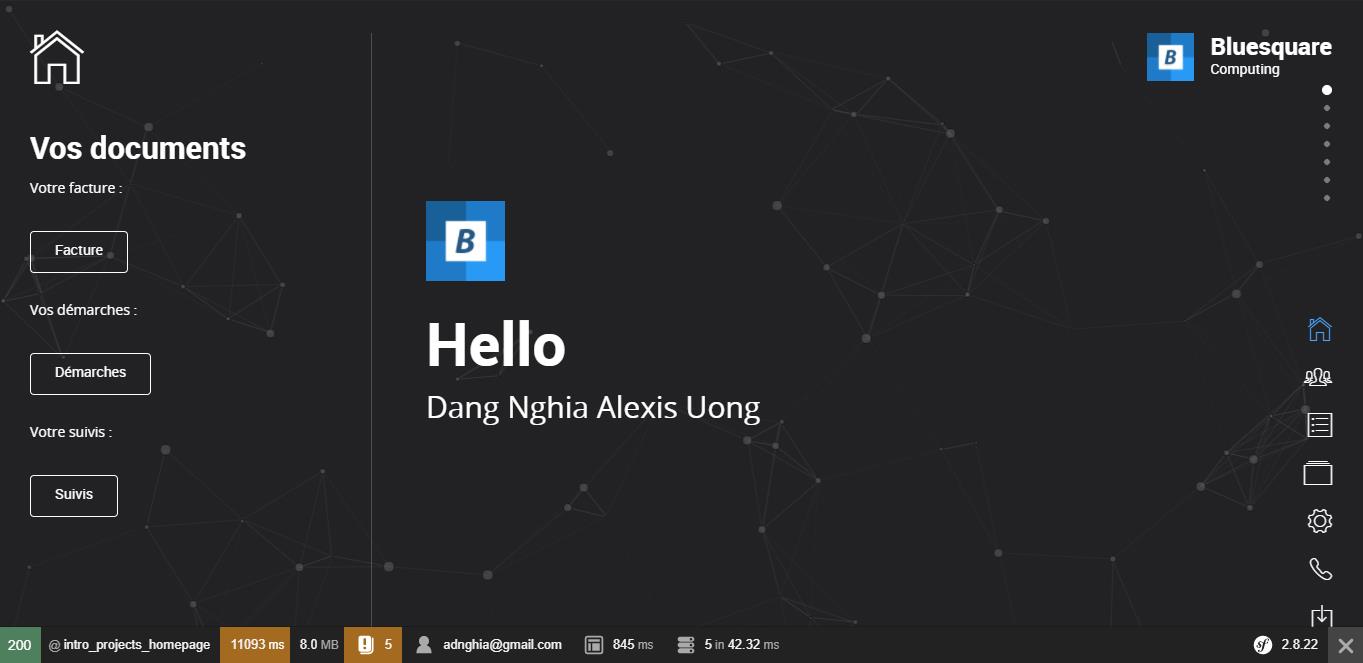 B
Bluesquare
Computing
Vos documents
Votre facture :
Facture
Vos démarches :
Démarches
Votre suivis :
Suivis
B
Hello
Dang Nghia Alexis Uong
200 @ intro_projects_homepage 11093 ms 8.0 MB 5 adnghia@gmail.com 845 ms 5 in 42.32 ms sf 2.8.22